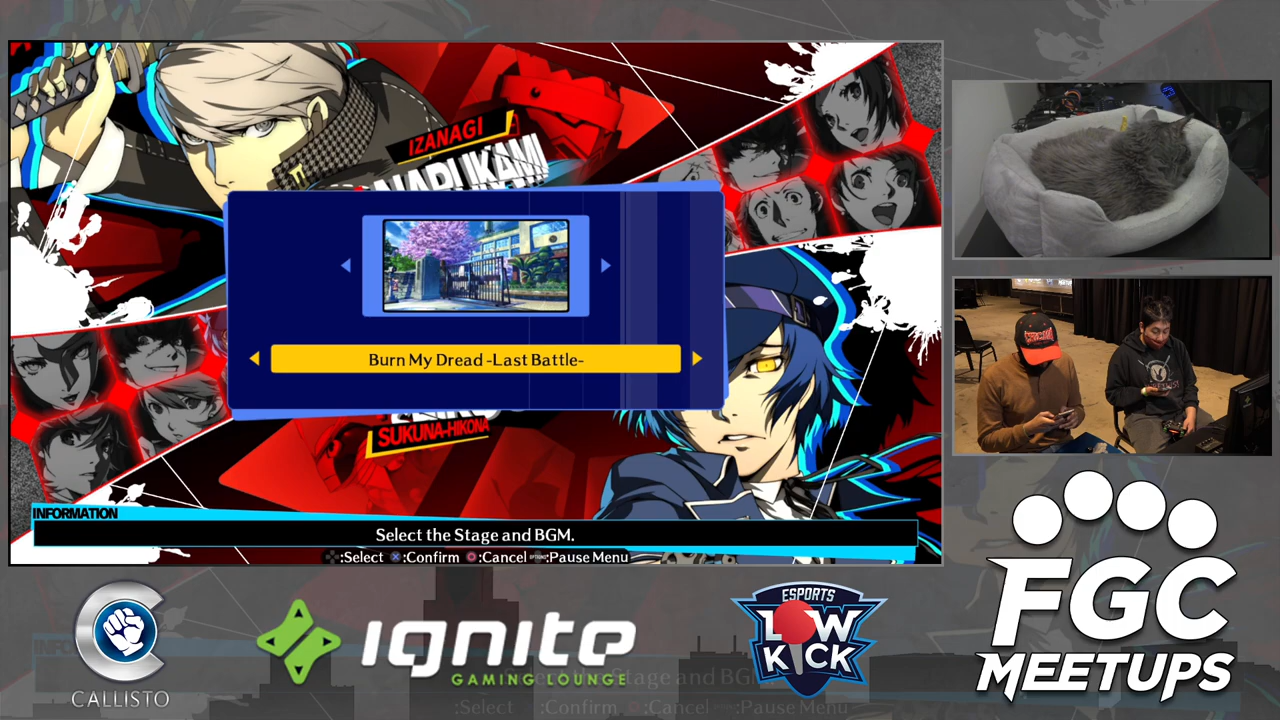 IZANAGI
Burn My Dread -Last Battle-
SUKUNA-HIKONA
INFORMATION
Select the Stage and BGM.
:Select :Confirm :Cancel OPTIONS:Pause Menu
CALLISTO
ignite
GAMING LOUNGE
ESPORTS
LOW
KICK
FGC
MEETUPS